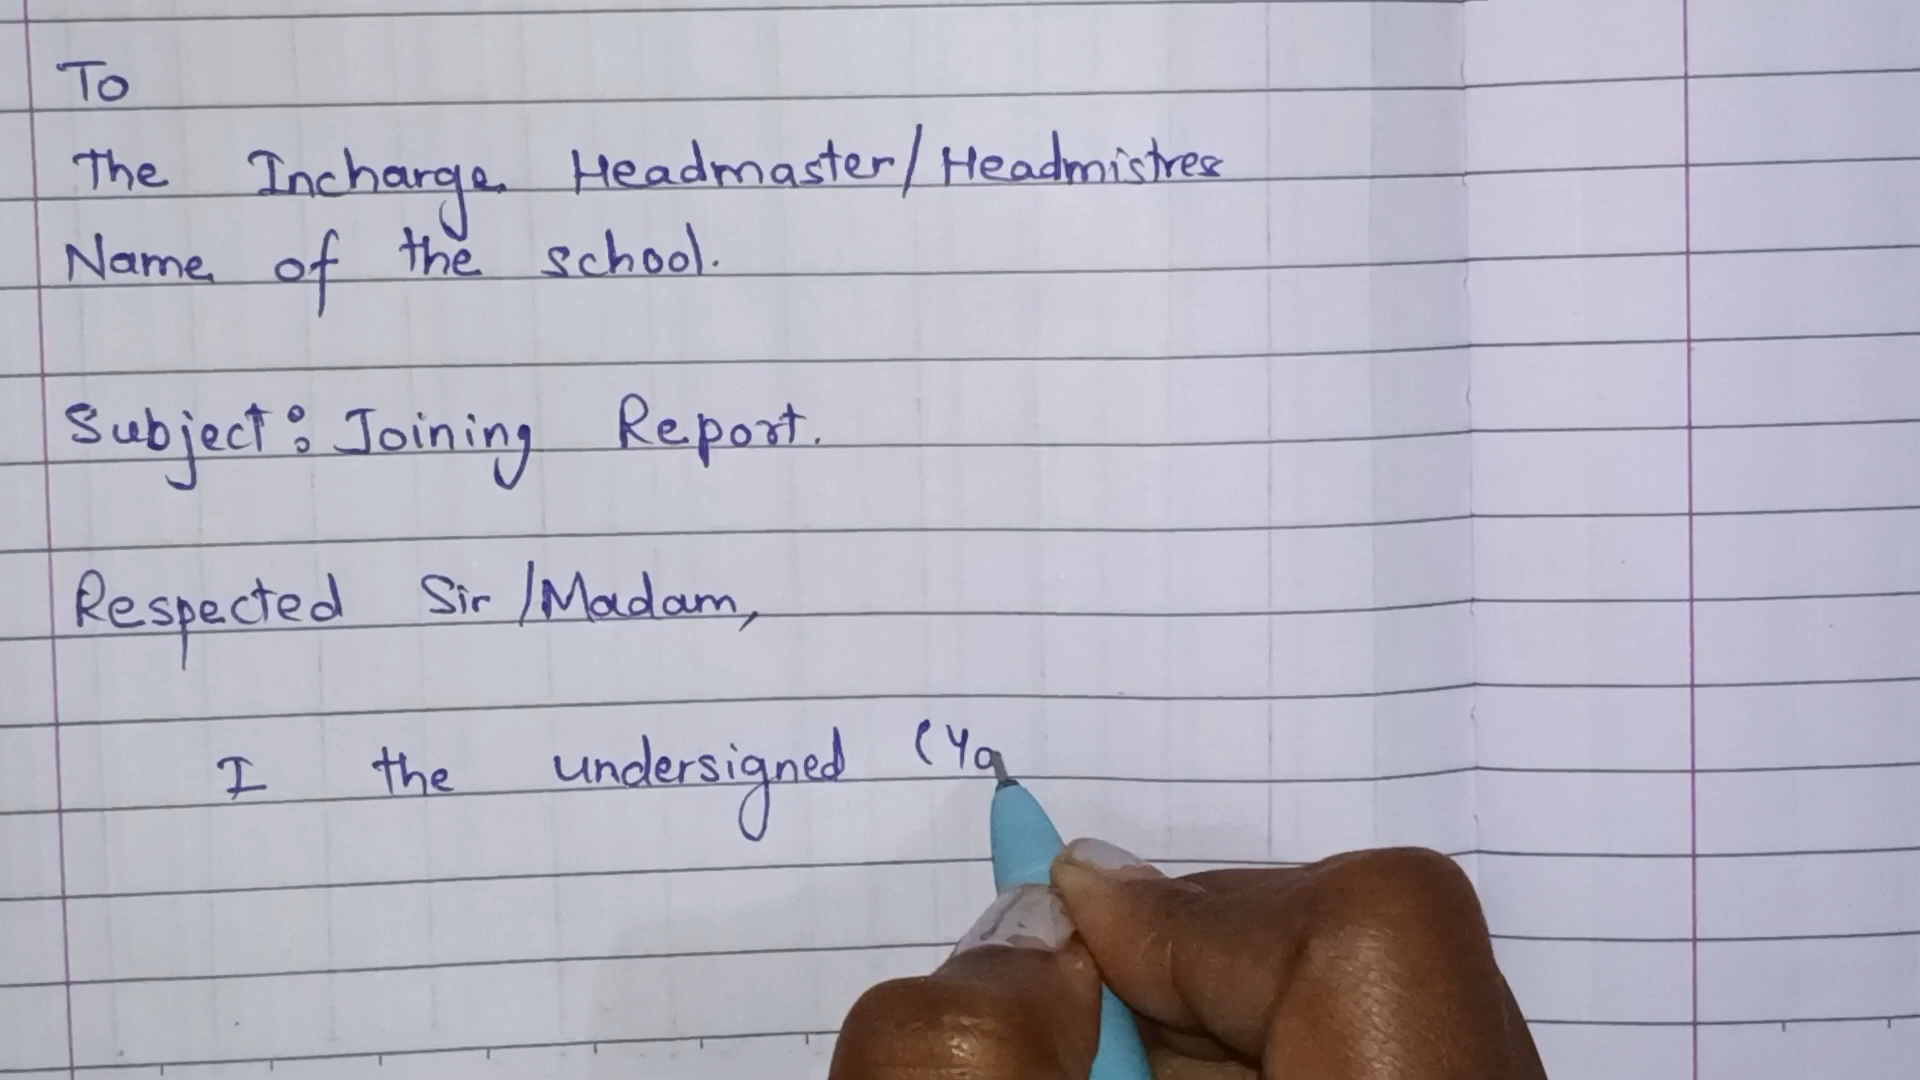 To
The Incharge Headmaster/Headmistres
Name of the school.
Subject: Joining Report.
Respected Sir/Madam,
I the undersigned (Yo